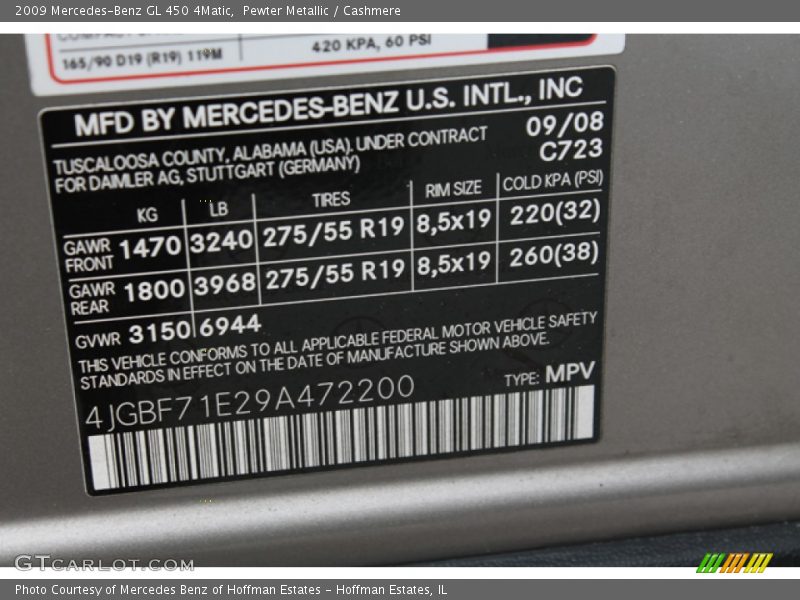 2009 Mercedes-Benz GL 450 4Matic, Pewter Metallic / Cashmere
165/90 D19 (R19) 119M 420 KPA, 60 PSI
MFD BY MERCEDES-BENZ U.S. INTL., INC
TUSCALOOSA COUNTY, ALABAMA (USA). UNDER CONTRACT 09/08
FOR DAIMLER AG, STUTTGART (GERMANY) C723
KG LB TIRES RIM SIZE COLD KPA (PSI)
GAWR FRONT 1470 3240 275/55 R19 8,5x19 220(32)
GAWR REAR 1800 3968 275/55 R19 8,5x19 260(38)
GVWR 3150 6944
THIS VEHICLE CONFORMS TO ALL APPLICABLE FEDERAL MOTOR VEHICLE SAFETY
STANDARDS IN EFFECT ON THE DATE OF MANUFACTURE SHOWN ABOVE.
4JGBF71E29A472200 TYPE: MPV
GTCARLOT.COM
Photo Courtesy of Mercedes Benz of Hoffman Estates - Hoffman Estates, IL